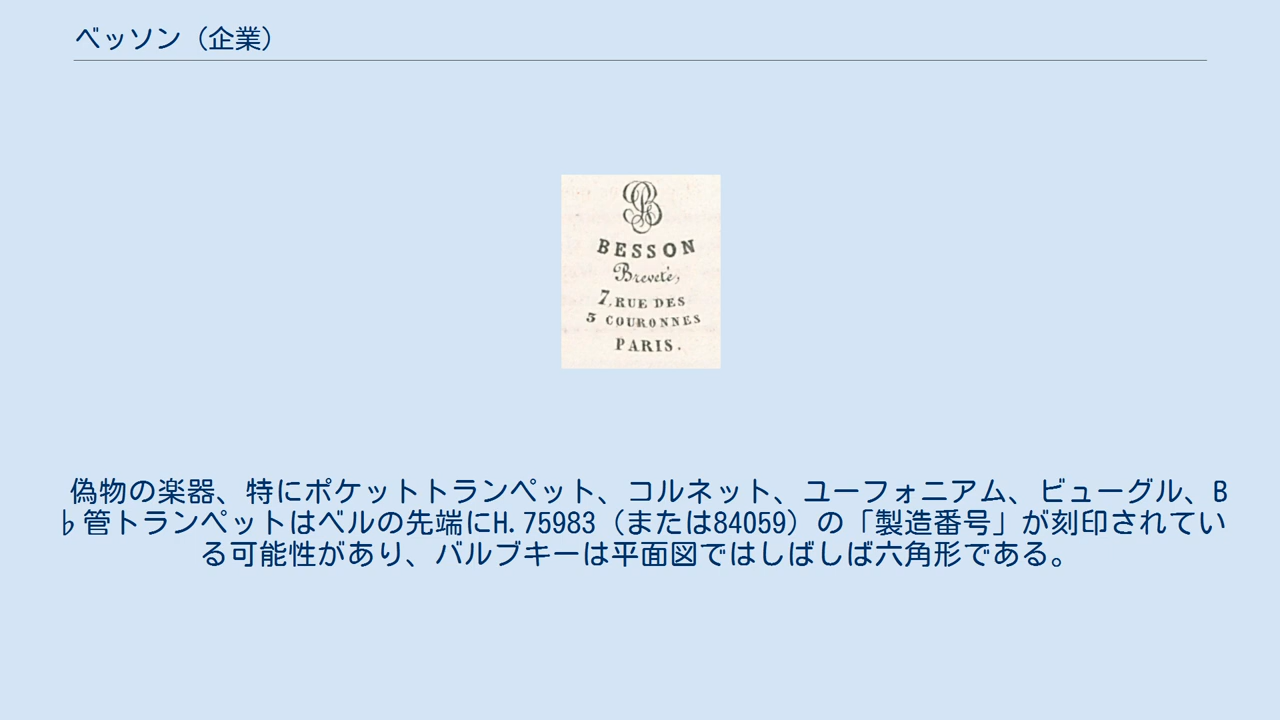 ベッソン（企業）
BESSON
Breveté,
7, RUE DES
3 COURONNES
PARIS.
偽物の楽器、特にポケットトランペット、コルネット、ユーフォニアム、ビューグル、B
♭管トランペットはベルの先端にH.75983（または84059）の「製造番号」が刻印されてい
る可能性があり、バルブキーは平面図ではしばしば六角形である。